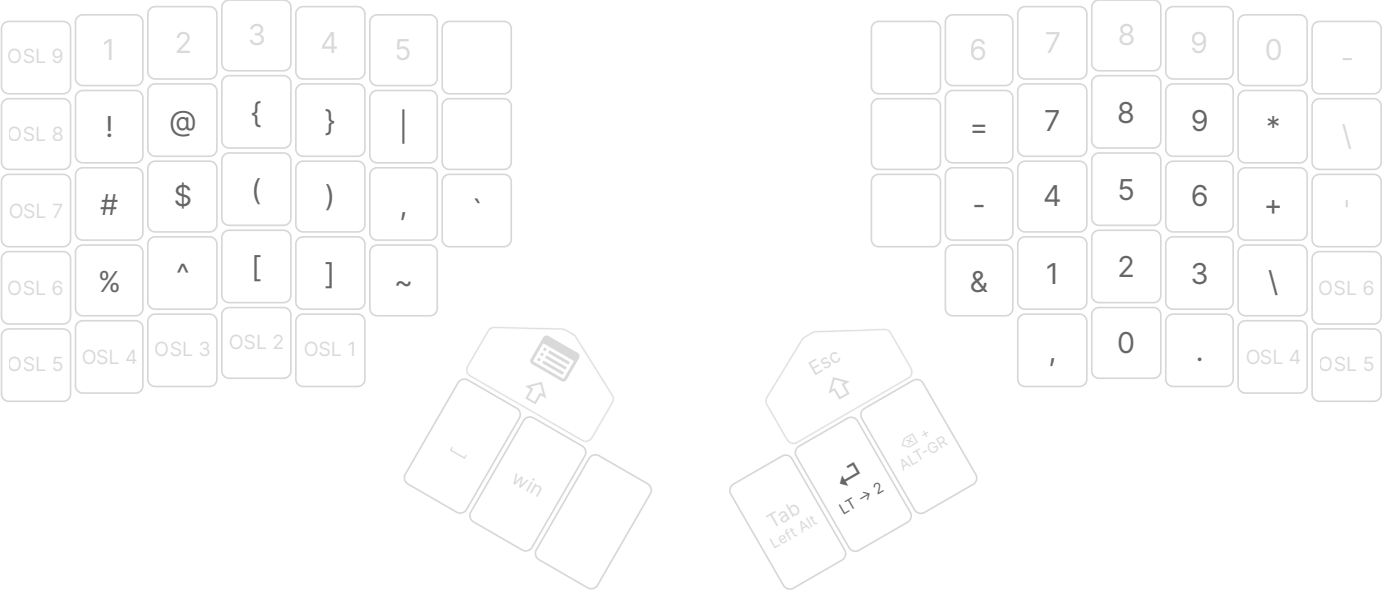 OSL 9 1 2 3 4 5 6 7 8 9 0 -
OSL 8 ! @ { } | = 7 8 9 * \
OSL 7 # $ ( ) , ` - 4 5 6 + '
OSL 6 % ^ [ ] ~ & 1 2 3 \ OSL 6
OSL 5 OSL 4 OSL 3 OSL 2 OSL 1 , 0 . OSL 4 OSL 5
Esc
win
Tab
Left Alt
LT → 2
+
ALT-GR